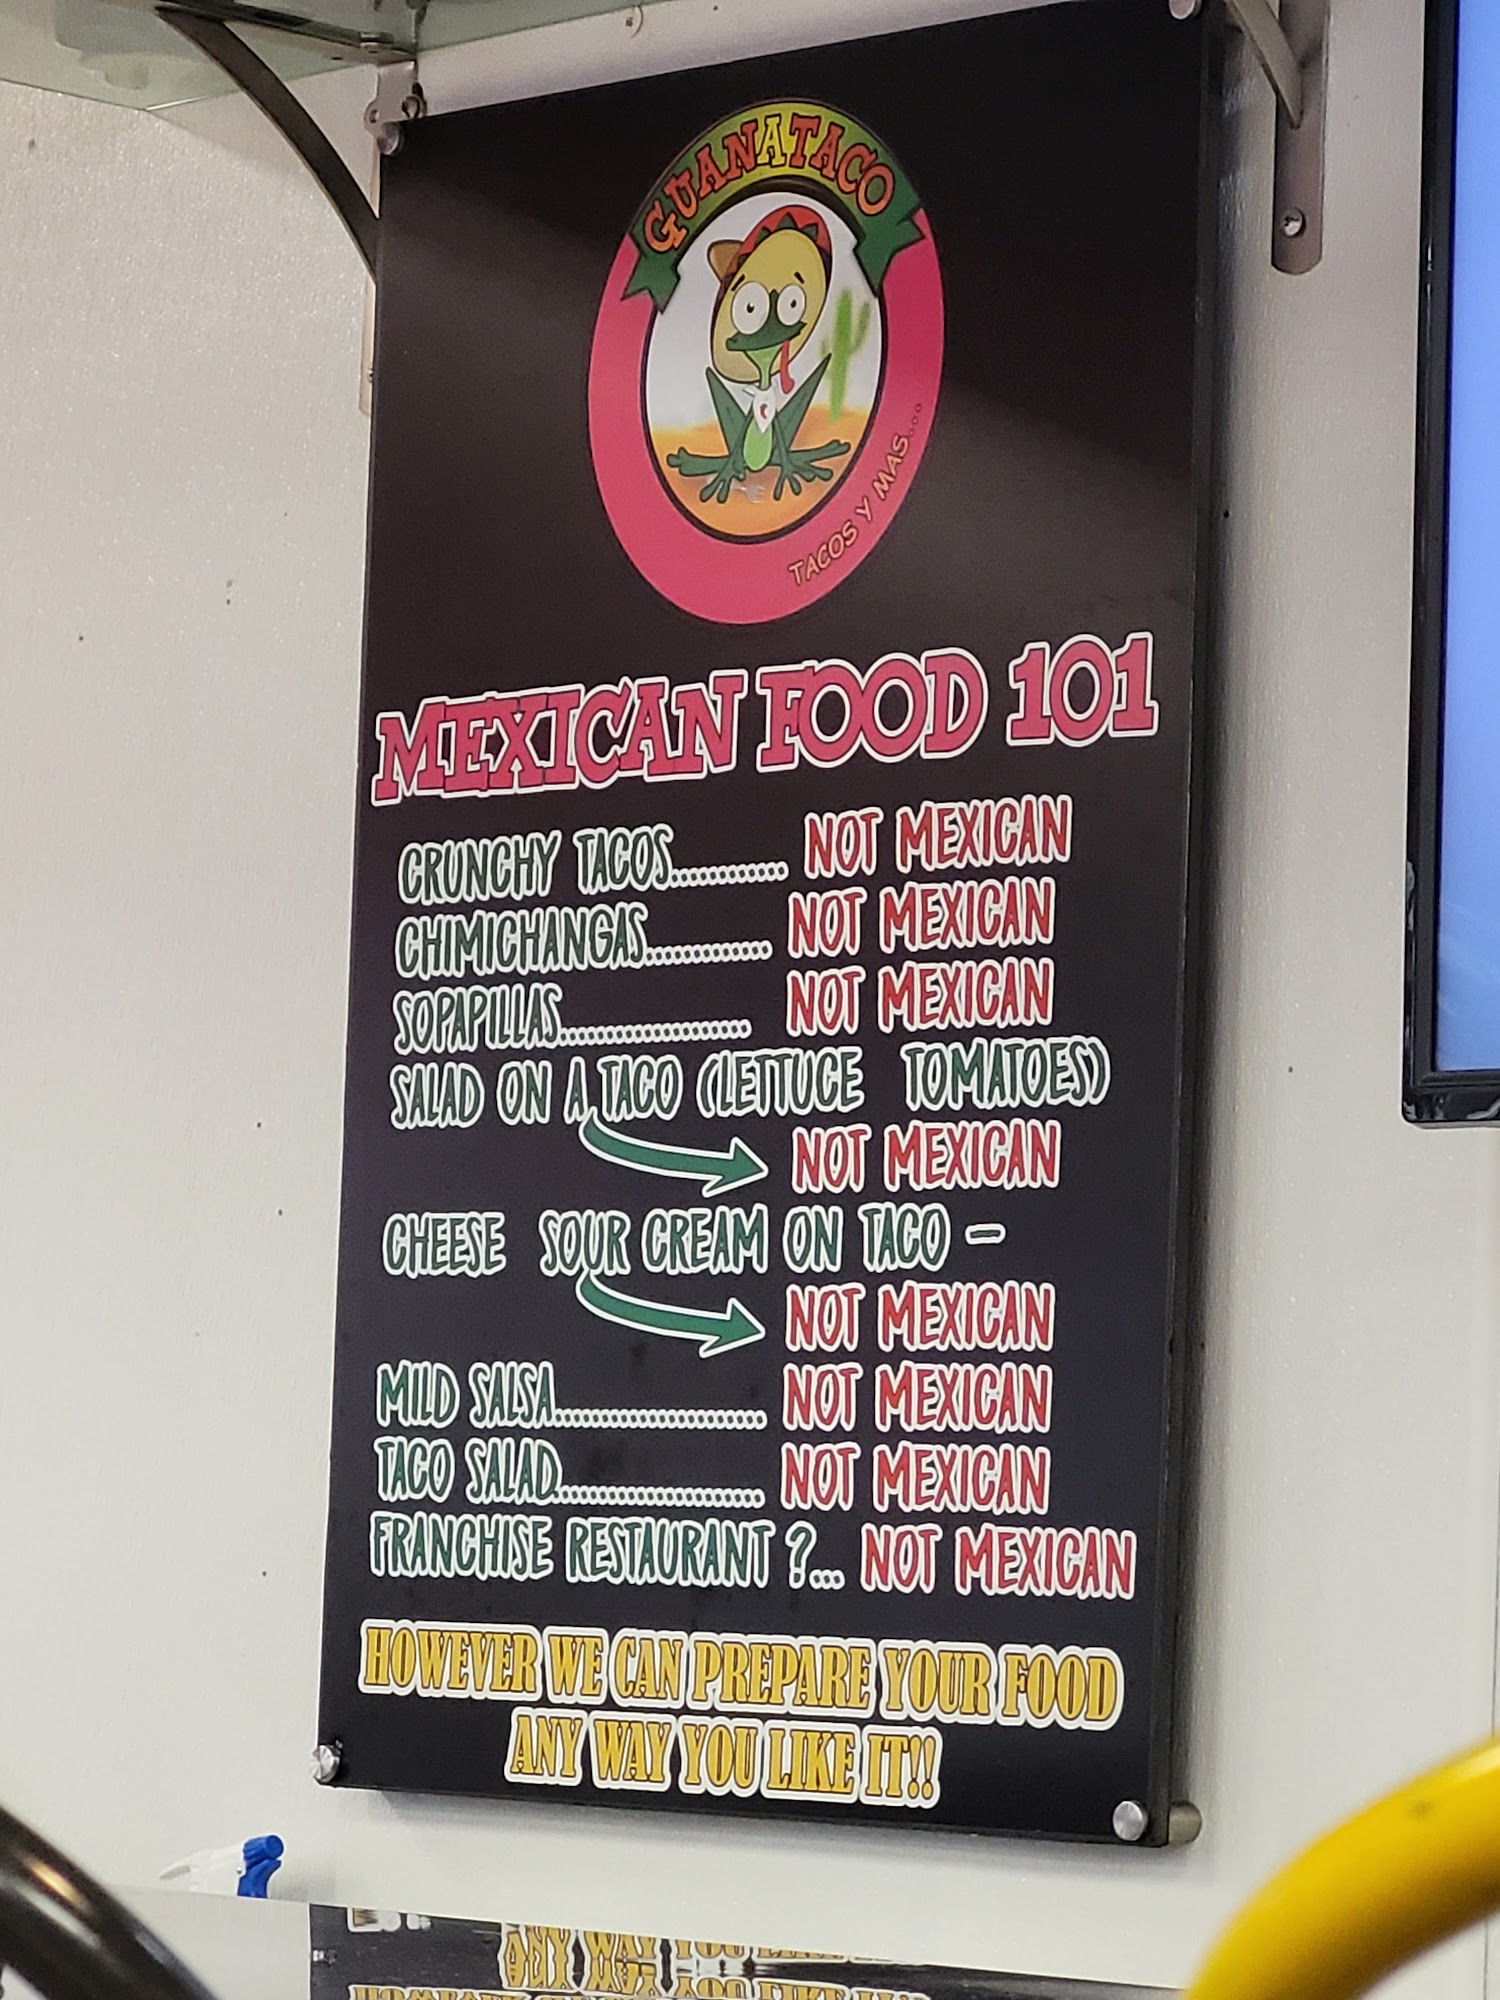 GUANATACO
TACOS Y MAS...
MEXICAN FOOD 101
CRUNCHY TACOS............ NOT MEXICAN
CHIMICHANGAS............. NOT MEXICAN
SOPAPILLAS.................... NOT MEXICAN
SALAD ON A TACO (LETTUCE TOMATOES)
NOT MEXICAN
CHEESE SOUR CREAM ON TACO -
NOT MEXICAN
MILD SALSA...................... NOT MEXICAN
TACO SALAD...................... NOT MEXICAN
FRANCHISE RESTAURANT ?... NOT MEXICAN
HOWEVER WE CAN PREPARE YOUR FOOD
ANY WAY YOU LIKE IT!!